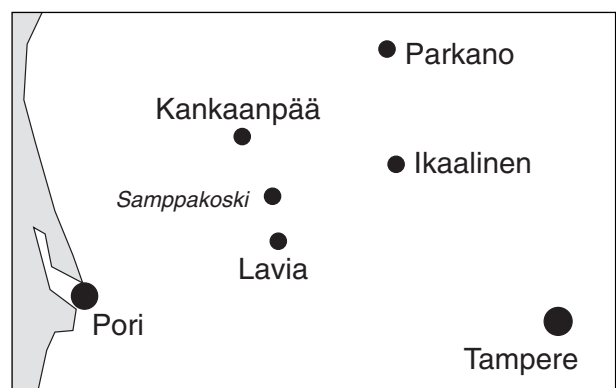 Parkano
Kankaanpää
Ikaalinen
Samppakoski
Lavia
Pori
Tampere